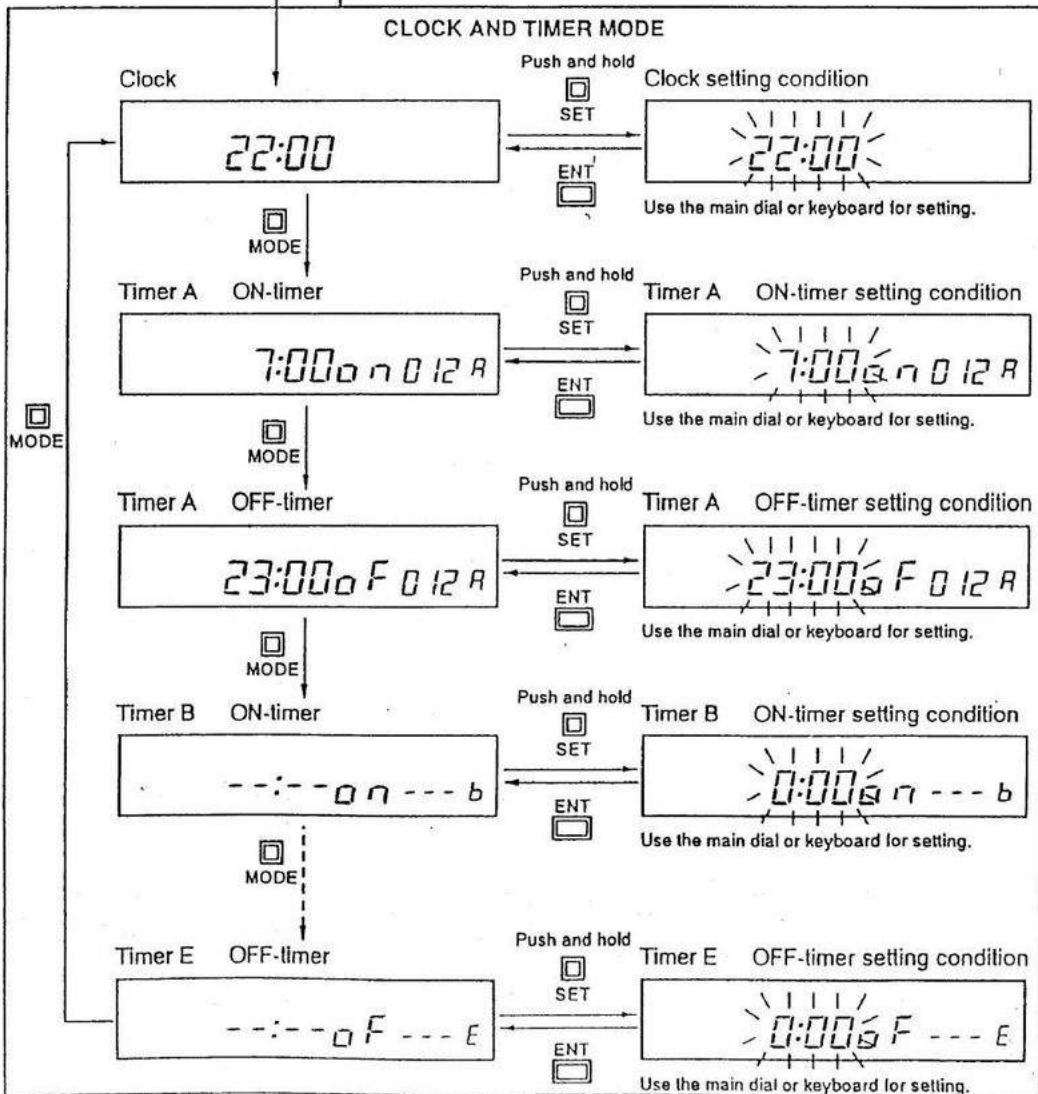 CLOCK AND TIMER MODE
Clock
Push and hold
SET
ENT
Clock setting condition
22:00
22:00
Use the main dial or keyboard for setting.
MODE
Timer A ON-timer
Push and hold
SET
ENT
Timer A ON-timer setting condition
7:00on 012A
7:00on 012A
Use the main dial or keyboard for setting.
MODE
MODE
Timer A OFF-timer
Push and hold
SET
ENT
Timer A OFF-timer setting condition
23:00oF 012A
23:00oF 012A
Use the main dial or keyboard for setting.
MODE
Timer B ON-timer
Push and hold
SET
ENT
Timer B ON-timer setting condition
--:--on---b
0:00on---b
Use the main dial or keyboard for setting.
MODE
Timer E OFF-timer
Push and hold
SET
ENT
Timer E OFF-timer setting condition
--:--oF---E
0:00oF---E
Use the main dial or keyboard for setting.